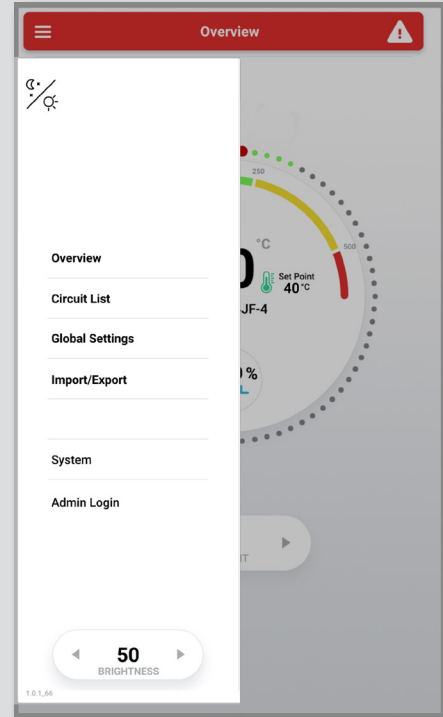 Overview
250
500
°C
0
Set Point
40°C
JF-4
%
Overview
Circuit List
Global Settings
Import/Export
System
Admin Login
50
BRIGHTNESS
1.0.1_66